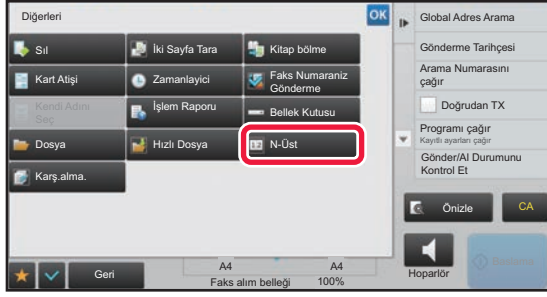 Diğerleri
OK
Sıl
İki Sayfa Tara
Kitap bölme
Kart Atişi
Zamanlayici
Faks Numaraniz
Gönderme
Kendi Adını
Seç
İşlem Raporu
Bellek Kutusu
Dosya
Hızlı Dosya
N-Üst
Karş.alma.
Geri
A4
A4
Faks alım belleği
100%
Global Adres Arama
Gönderme Tarihçesi
Arama Numarasını
çağır
Doğrudan TX
Programı çağır
Kayıtlı ayarları çağır
Gönder/Al Durumunu
Kontrol Et
Önizle
CA
Hoparlör